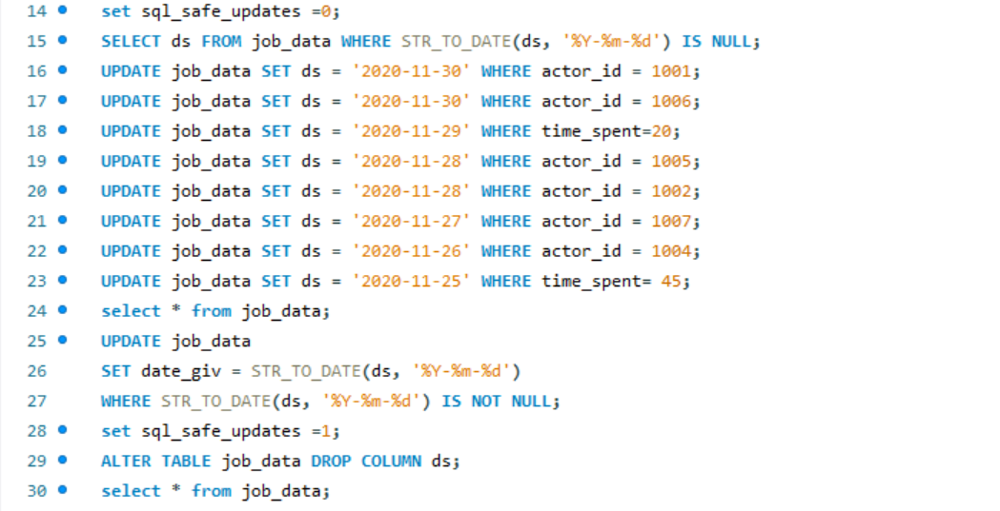 14 set sql_safe_updates =0;
15 SELECT ds FROM job_data WHERE STR_TO_DATE(ds, '%Y-%m-%d') IS NULL;
16 UPDATE job_data SET ds = '2020-11-30' WHERE actor_id = 1001;
17 UPDATE job_data SET ds = '2020-11-30' WHERE actor_id = 1006;
18 UPDATE job_data SET ds = '2020-11-29' WHERE time_spent=20;
19 UPDATE job_data SET ds = '2020-11-28' WHERE actor_id = 1005;
20 UPDATE job_data SET ds = '2020-11-28' WHERE actor_id = 1002;
21 UPDATE job_data SET ds = '2020-11-27' WHERE actor_id = 1007;
22 UPDATE job_data SET ds = '2020-11-26' WHERE actor_id = 1004;
23 UPDATE job_data SET ds = '2020-11-25' WHERE time_spent= 45;
24 select * from job_data;
25 UPDATE job_data
26 SET date_giv = STR_TO_DATE(ds, '%Y-%m-%d')
27 WHERE STR_TO_DATE(ds, '%Y-%m-%d') IS NOT NULL;
28 set sql_safe_updates =1;
29 ALTER TABLE job_data DROP COLUMN ds;
30 select * from job_data;